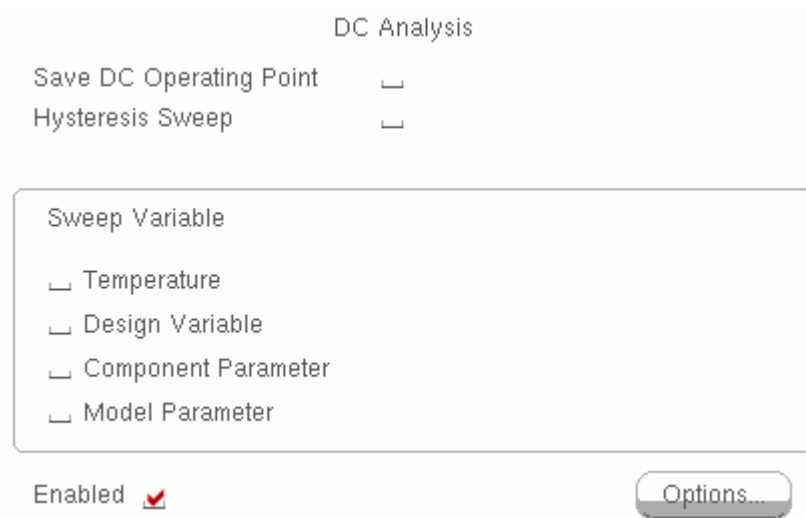 DC Analysis
Save DC Operating Point
Hysteresis Sweep
Sweep Variable
Temperature
Design Variable
Component Parameter
Model Parameter
Enabled
Options...